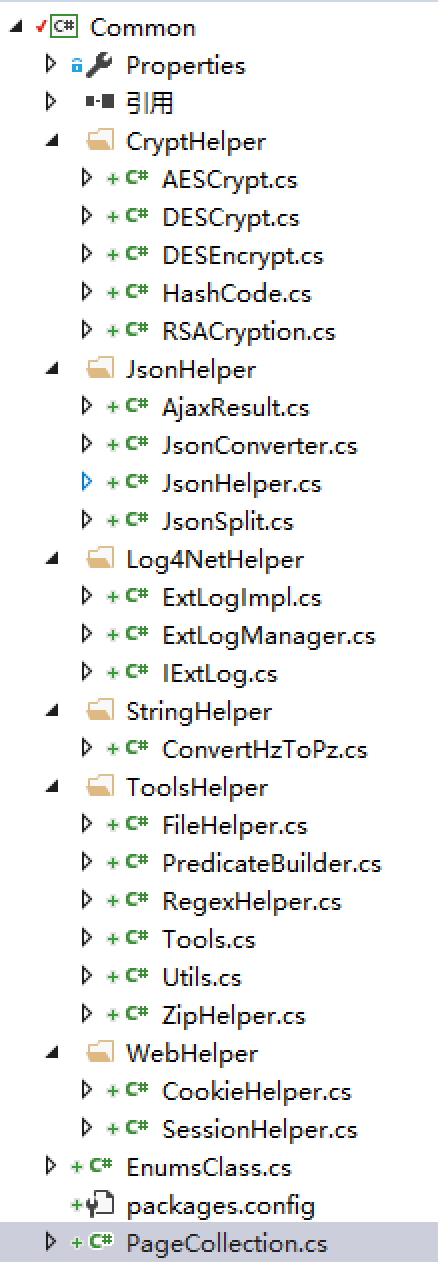 C# Common
Properties
引用
CryptHelper
C# AESCrypt.cs
C# DESCrypt.cs
C# DESEncrypt.cs
C# HashCode.cs
C# RSACryption.cs
JsonHelper
C# AjaxResult.cs
C# JsonConverter.cs
C# JsonHelper.cs
C# JsonSplit.cs
Log4NetHelper
C# ExtLogImpl.cs
C# ExtLogManager.cs
C# IExtLog.cs
StringHelper
C# ConvertHzToPz.cs
ToolsHelper
C# FileHelper.cs
C# PredicateBuilder.cs
C# RegexHelper.cs
C# Tools.cs
C# Utils.cs
C# ZipHelper.cs
WebHelper
C# CookieHelper.cs
C# SessionHelper.cs
C# EnumsClass.cs
packages.config
C# PageCollection.cs